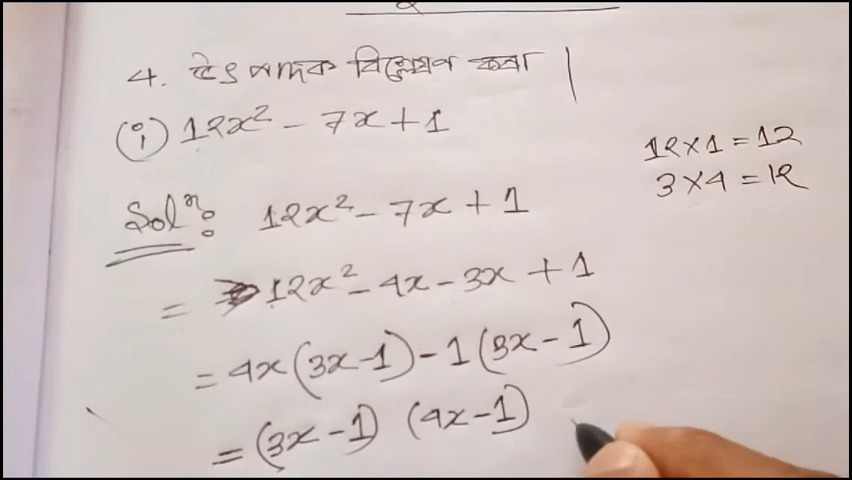 4. উৎপাদক বিশ্লেষণ কৰা |
(i) 12x² - 7x + 1
12 × 1 = 12
3 × 4 = 12
Solⁿ: 12x² - 7x + 1
= 12x² - 4x - 3x + 1
= 4x (3x - 1) - 1 (3x - 1)
= (3x - 1) (4x - 1)